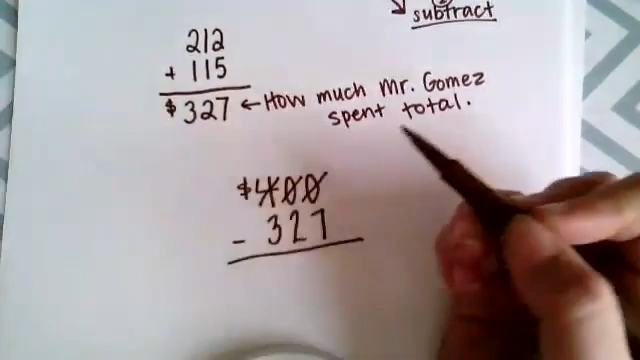 subtract
212
+ 115
$327 ← How much Mr. Gomez
spent total.
$400
- 327